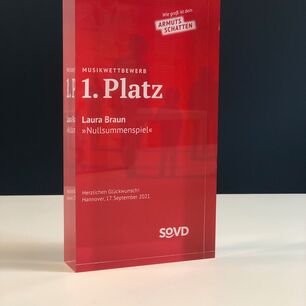 Wie groß ist dein
ARMUTS
SCHATTEN
MUSIKWETTBEWERB
1. Platz
Laura Braun
»Nullsummenspiel«
Herzlichen Glückwunsch!
Hannover, 17. September 2021
SoVD